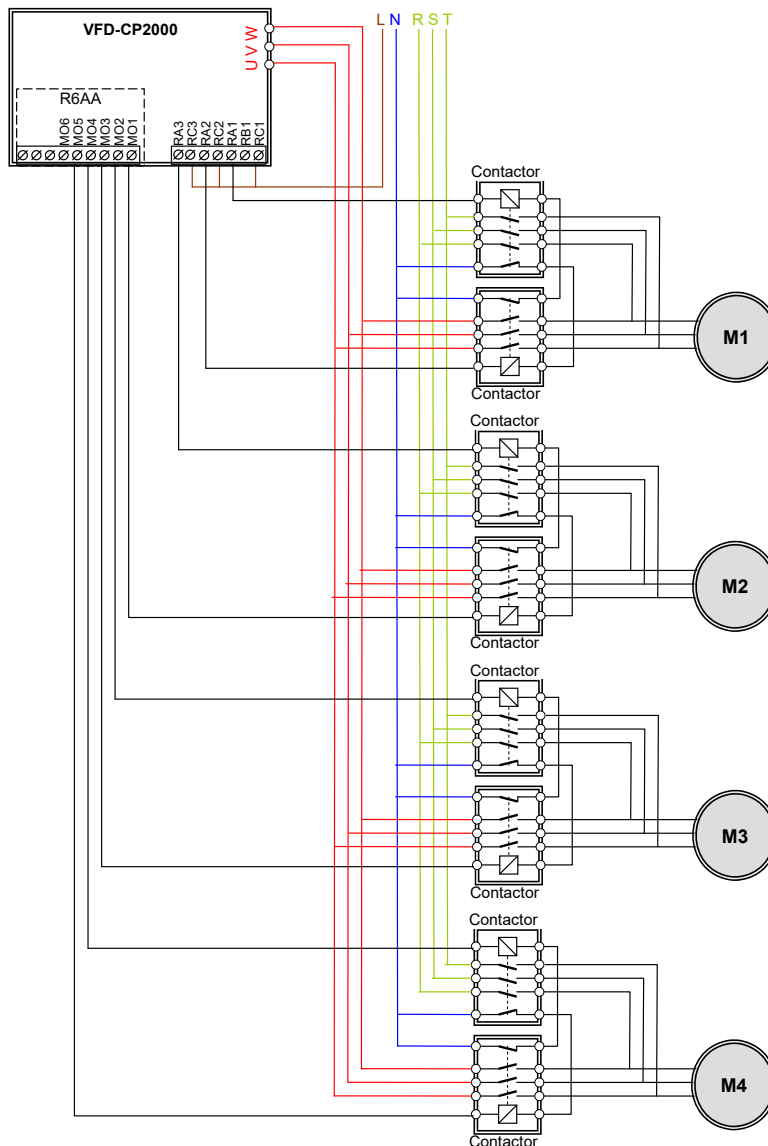 VFD-CP2000
U V W
L N R S T
R6AA
MO6
MO5
MO4
MO3
MO2
MO1
RA3
RC3
RA2
RC2
RA1
RB1
RC1
Contactor
M1
Contactor
Contactor
M2
Contactor
Contactor
M3
Contactor
Contactor
M4
Contactor